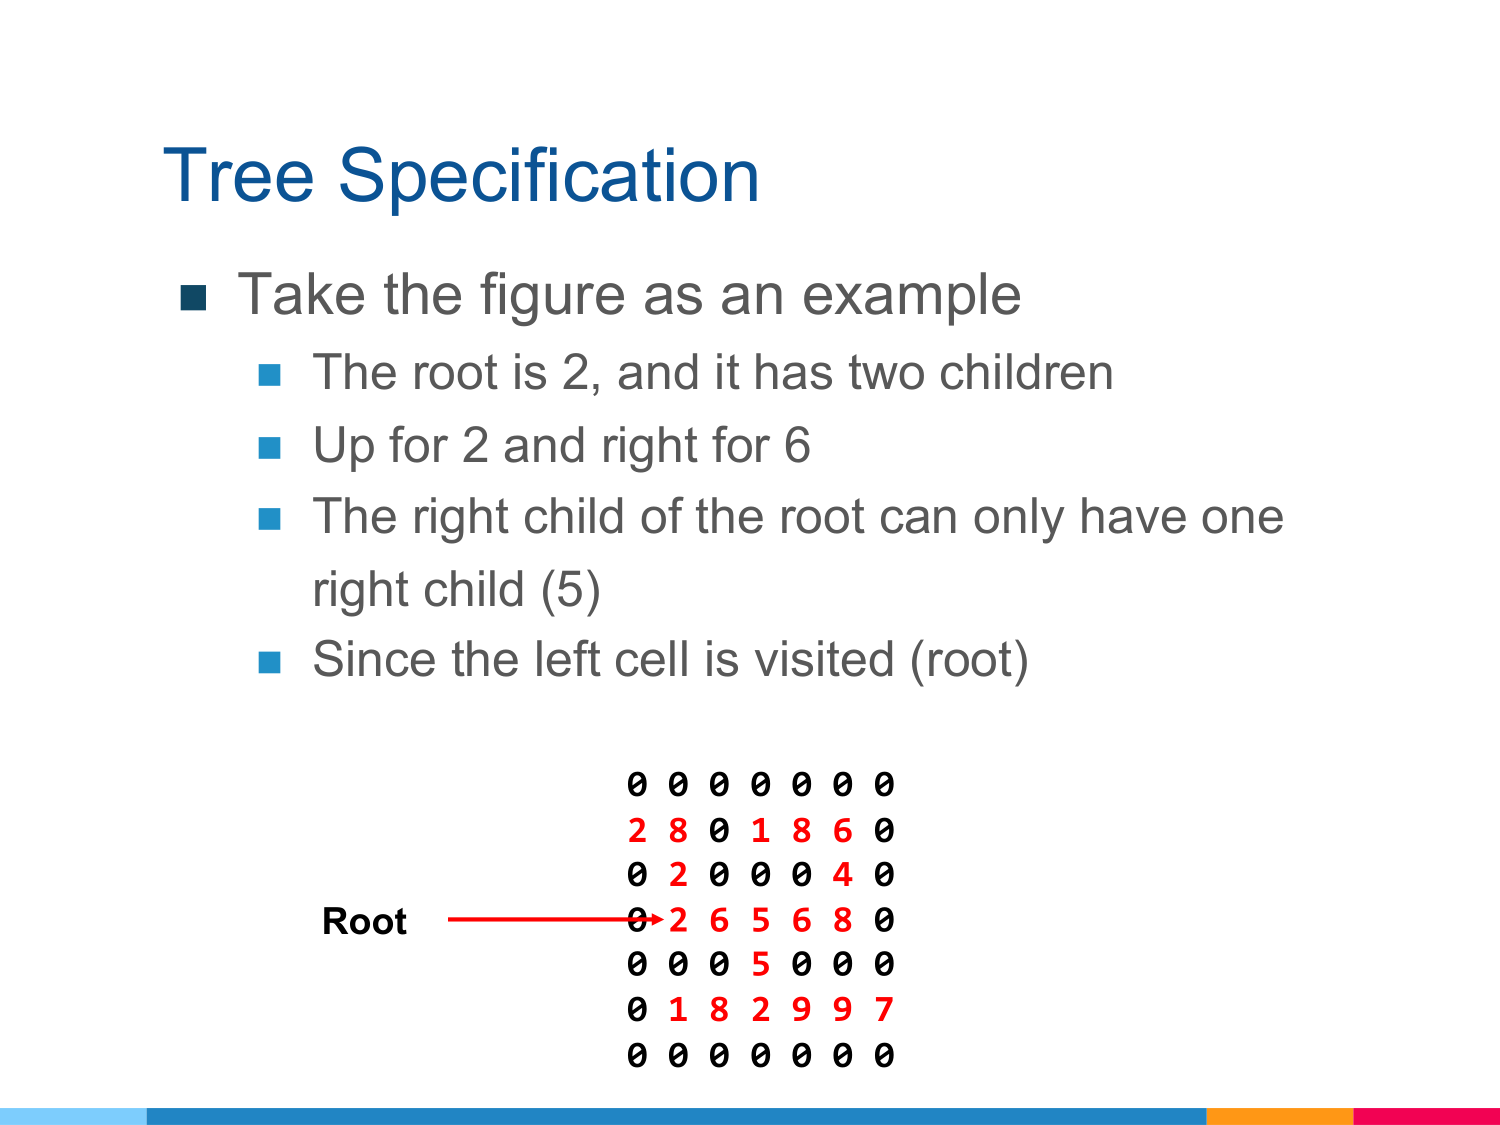 Tree Specification
Take the figure as an example
The root is 2, and it has two children
Up for 2 and right for 6
The right child of the root can only have one
right child (5)
Since the left cell is visited (root)
0 0 0 0 0 0 0
2 8 0 1 8 6 0
0 2 0 0 0 4 0
Root 0 2 6 5 6 8 0
0 0 0 5 0 0 0
0 1 8 2 9 9 7
0 0 0 0 0 0 0